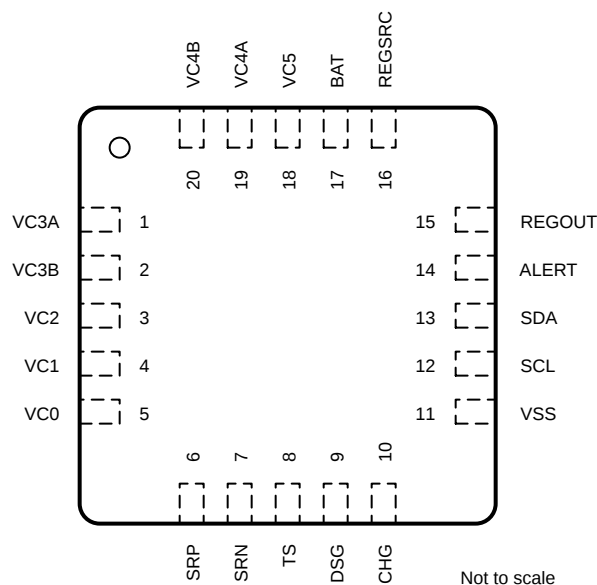 VC4B
VC4A
VC5
BAT
REGSRC
20
19
18
17
16
VC3A 1
15 REGOUT
VC3B 2
14 ALERT
VC2 3
13 SDA
VC1 4
12 SCL
VC0 5
11 VSS
6
7
8
9
10
SRP
SRN
TS
DSG
CHG
Not to scale